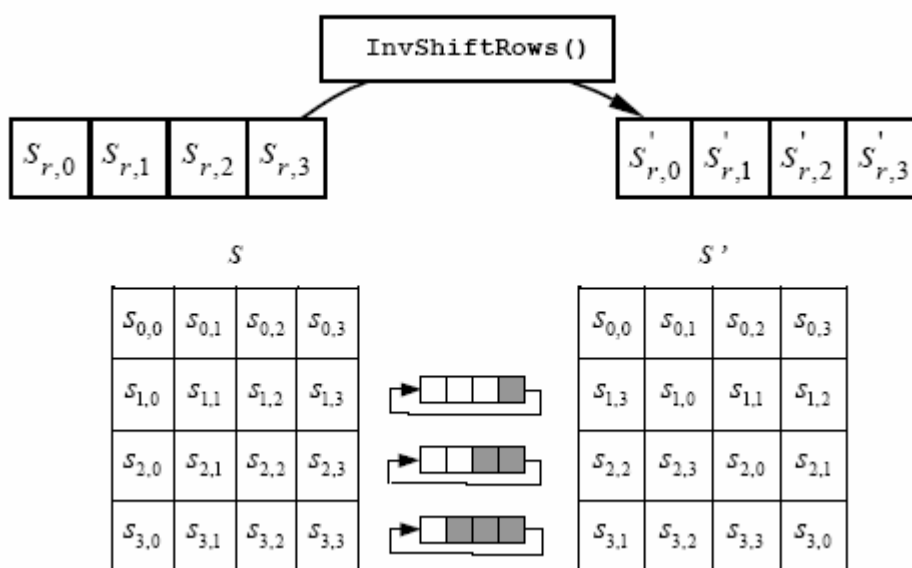 InvShiftRows()
S_{r,0} S_{r,1} S_{r,2} S_{r,3} S'_{r,0} S'_{r,1} S'_{r,2} S'_{r,3}
S S'
s_{0,0} s_{0,1} s_{0,2} s_{0,3} s_{0,0} s_{0,1} s_{0,2} s_{0,3}
s_{1,0} s_{1,1} s_{1,2} s_{1,3} s_{1,3} s_{1,0} s_{1,1} s_{1,2}
s_{2,0} s_{2,1} s_{2,2} s_{2,3} s_{2,2} s_{2,3} s_{2,0} s_{2,1}
s_{3,0} s_{3,1} s_{3,2} s_{3,3} s_{3,1} s_{3,2} s_{3,3} s_{3,0}